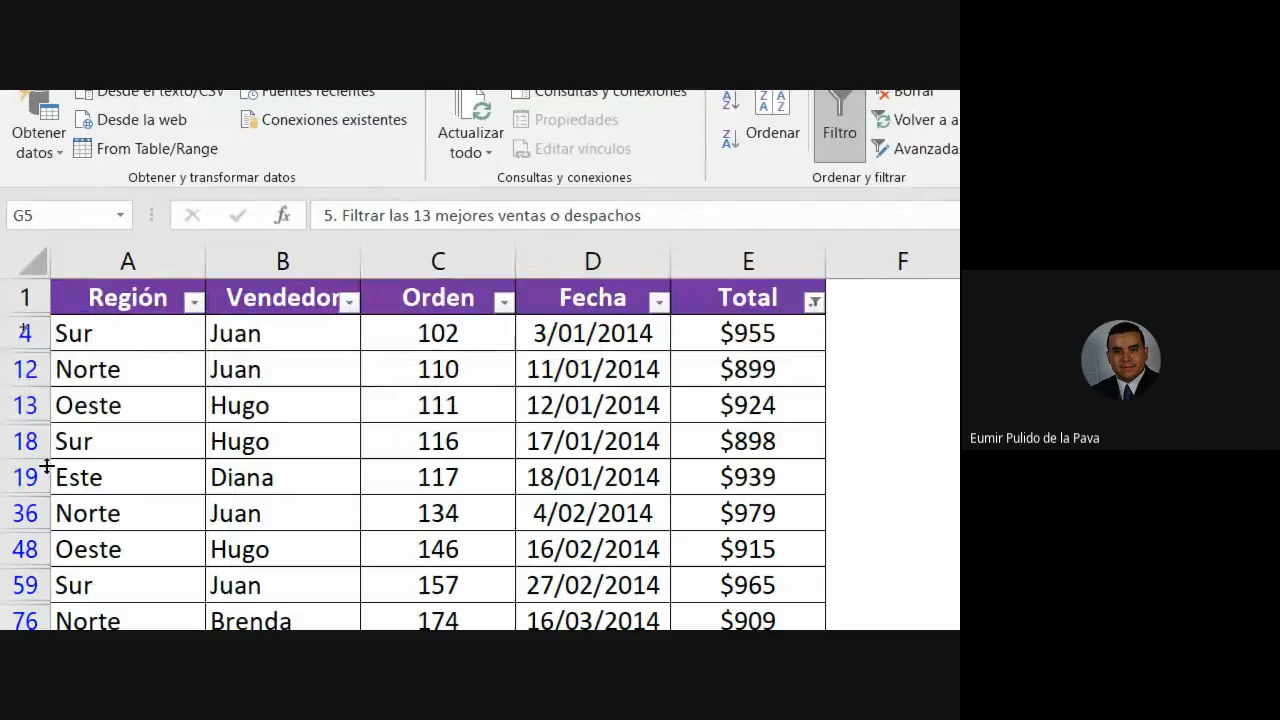 Desde el texto/CSV
Fuentes recientes
Consultas y conexiones
Borrar
Obtener
datos
Desde la web
Conexiones existentes
Actualizar
todo
Propiedades
Ordenar
Filtro
Volver a a
From Table/Range
Editar vínculos
Avanzada
Obtener y transformar datos
Consultas y conexiones
Ordenar y filtrar
G5
fx
5. Filtrar las 13 mejores ventas o despachos
A B C D E F
1 Región Vendedor Orden Fecha Total
4 Sur Juan 102 3/01/2014 $955
12 Norte Juan 110 11/01/2014 $899
13 Oeste Hugo 111 12/01/2014 $924
18 Sur Hugo 116 17/01/2014 $898
19 Este Diana 117 18/01/2014 $939
36 Norte Juan 134 4/02/2014 $979
48 Oeste Hugo 146 16/02/2014 $915
59 Sur Juan 157 27/02/2014 $965
76 Norte Brenda 174 16/03/2014 $909
Eumir Pulido de la Pava